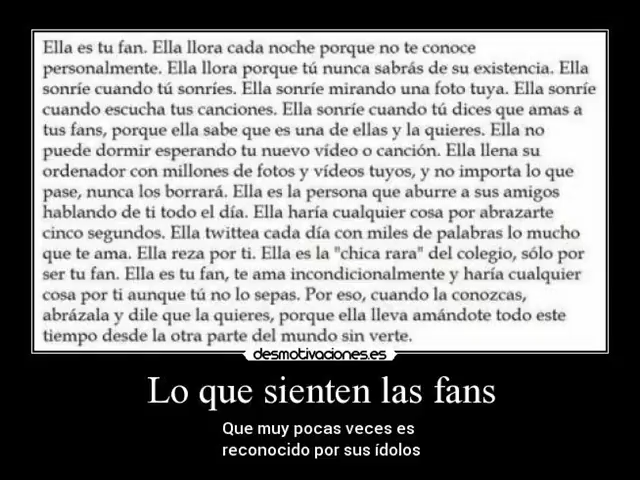 Ella es tu fan. Ella llora cada noche porque no te conoce
personalmente. Ella llora porque tú nunca sabrás de su existencia. Ella
sonríe cuando tú sonríes. Ella sonríe mirando una foto tuya. Ella sonríe
cuando escucha tus canciones. Ella sonríe cuando tú dices que amas a
tus fans, porque ella sabe que es una de ellas y la quieres. Ella no
puede dormir esperando tu nuevo vídeo o canción. Ella llena su
ordenador con millones de fotos y vídeos tuyos, y no importa lo que
pase, nunca los borrará. Ella es la persona que aburre a sus amigos
hablando de ti todo el día. Ella haría cualquier cosa por abrazarte
cinco segundos. Ella twittea cada día con miles de palabras lo mucho
que te ama. Ella reza por ti. Ella es la "chica rara" del colegio, sólo por
ser tu fan. Ella es tu fan, te ama incondicionalmente y haría cualquier
cosa por ti aunque tú no lo sepas. Por eso, cuando la conozcas,
abrázala y dile que la quieres, porque ella lleva amándote todo este
tiempo desde la otra parte del mundo sin verte.
desmotivaciones.es
Lo que sienten las fans
Que muy pocas veces es
reconocido por sus ídolos